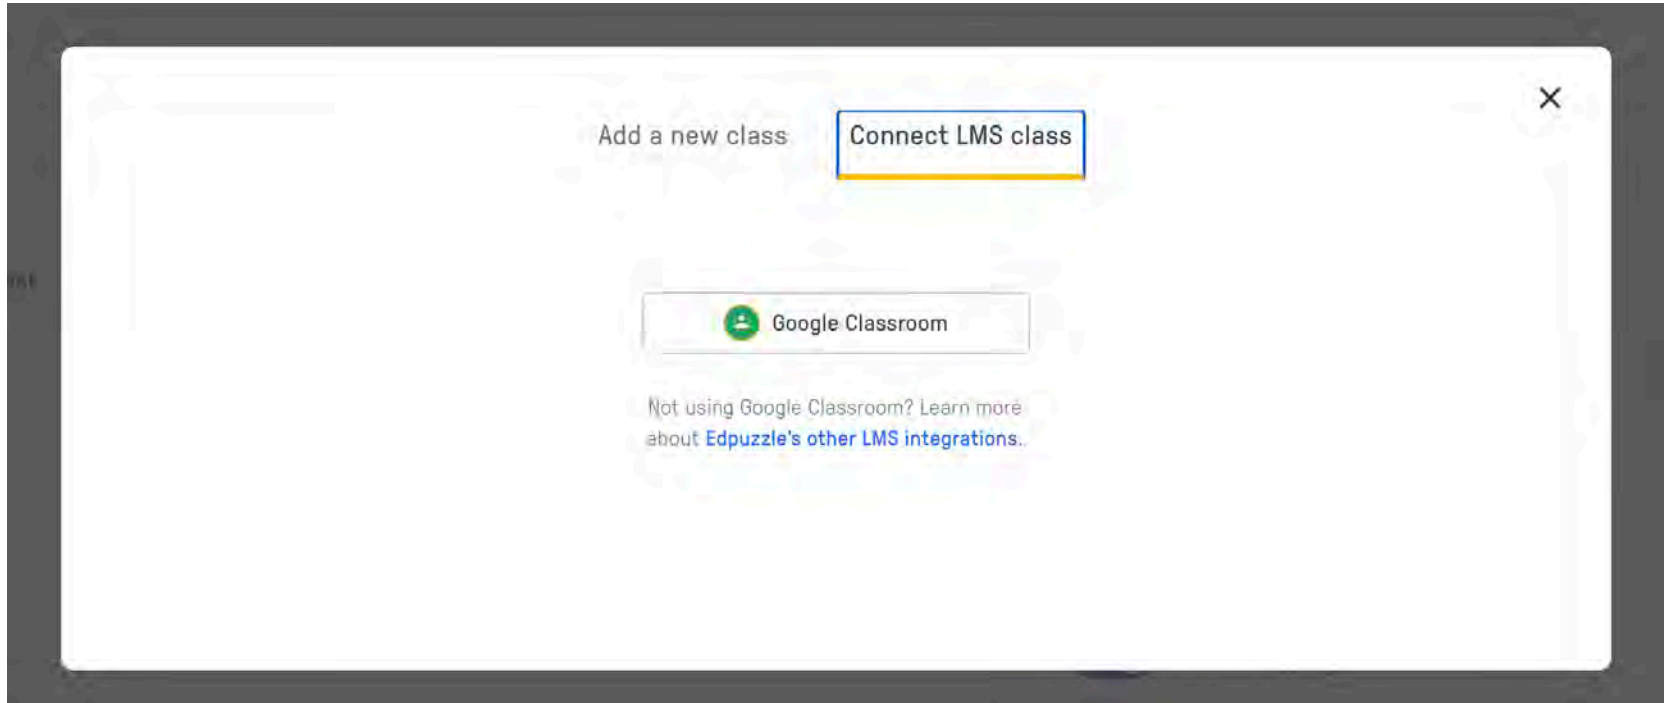 Add a new class
Connect LMS class
Google Classroom
Not using Google Classroom? Learn more
about Edpuzzle's other LMS integrations.